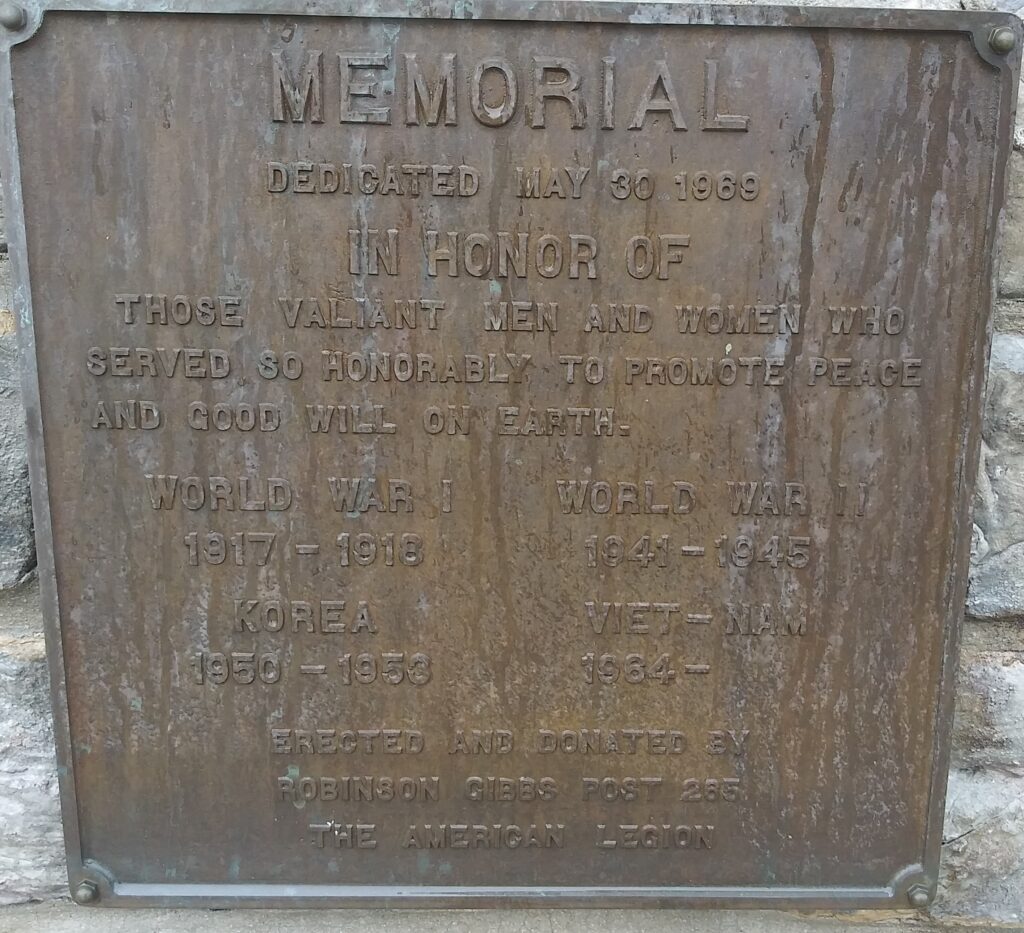 MEMORIAL
DEDICATED MAY 30 1969
IN HONOR OF
THOSE VALIANT MEN AND WOMEN WHO
SERVED SO HONORABLY TO PROMOTE PEACE
AND GOOD WILL ON EARTH.
WORLD WAR I WORLD WAR II
1917 - 1918 1941 - 1945
KOREA VIET - NAM
1950 - 1953 1964 -
ERECTED AND DONATED BY
ROBINSON GIBBS POST 265
THE AMERICAN LEGION